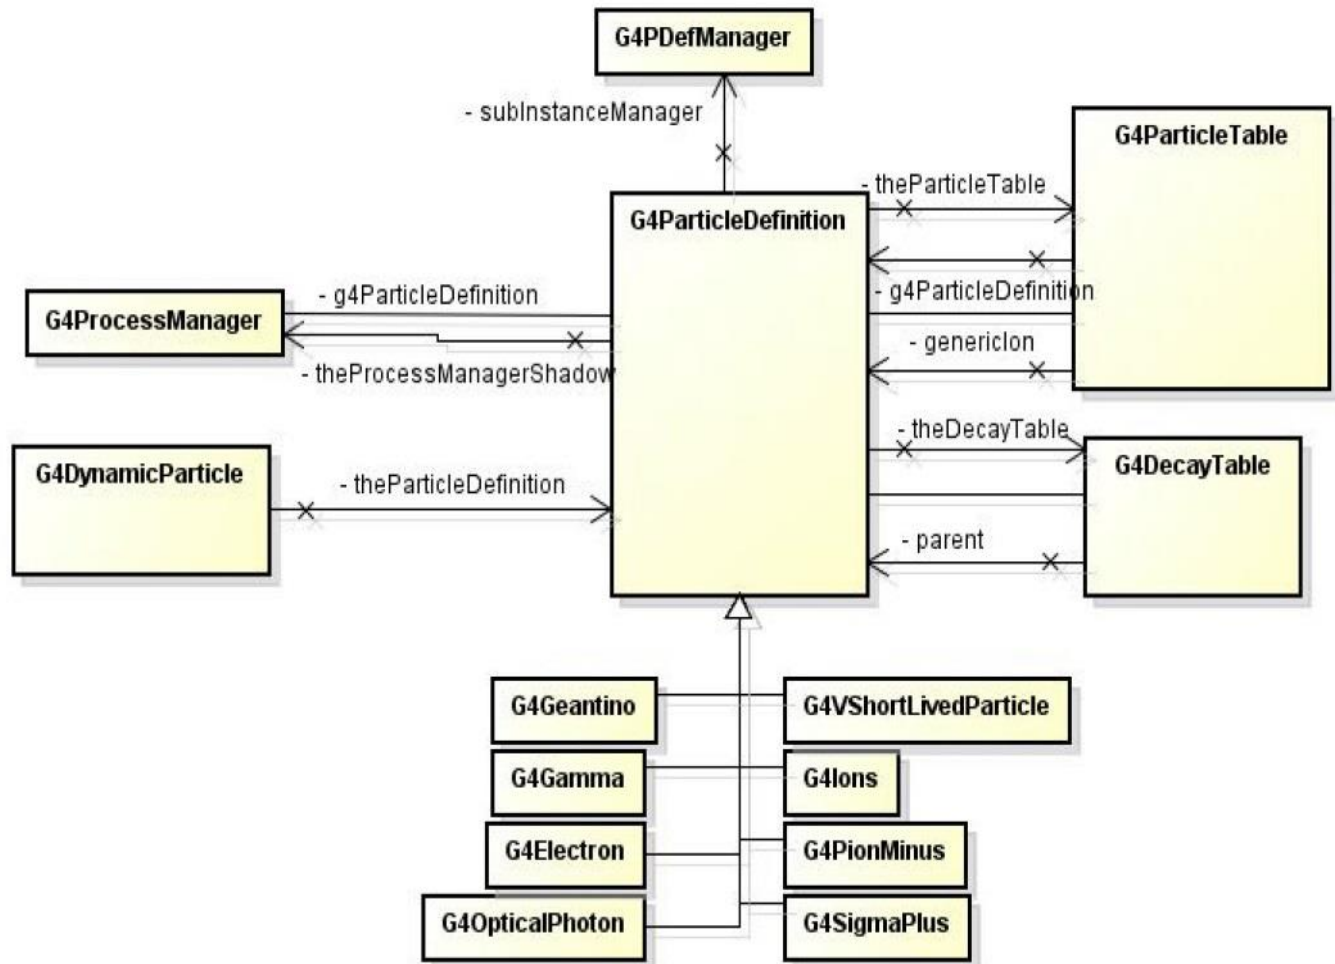 G4PDefManager
- subInstanceManager
G4ParticleTable
- theParticleTable
G4ParticleDefinition
- g4ParticleDefinition
- g4ParticleDefinition
G4ProcessManager
- genericIon
- theProcessManagerShadow
- theDecayTable
G4DynamicParticle
G4DecayTable
- theParticleDefinition
- parent
G4Geantino
G4VShortLivedParticle
G4Gamma
G4Ions
G4Electron
G4PionMinus
G4OpticalPhoton
G4SigmaPlus